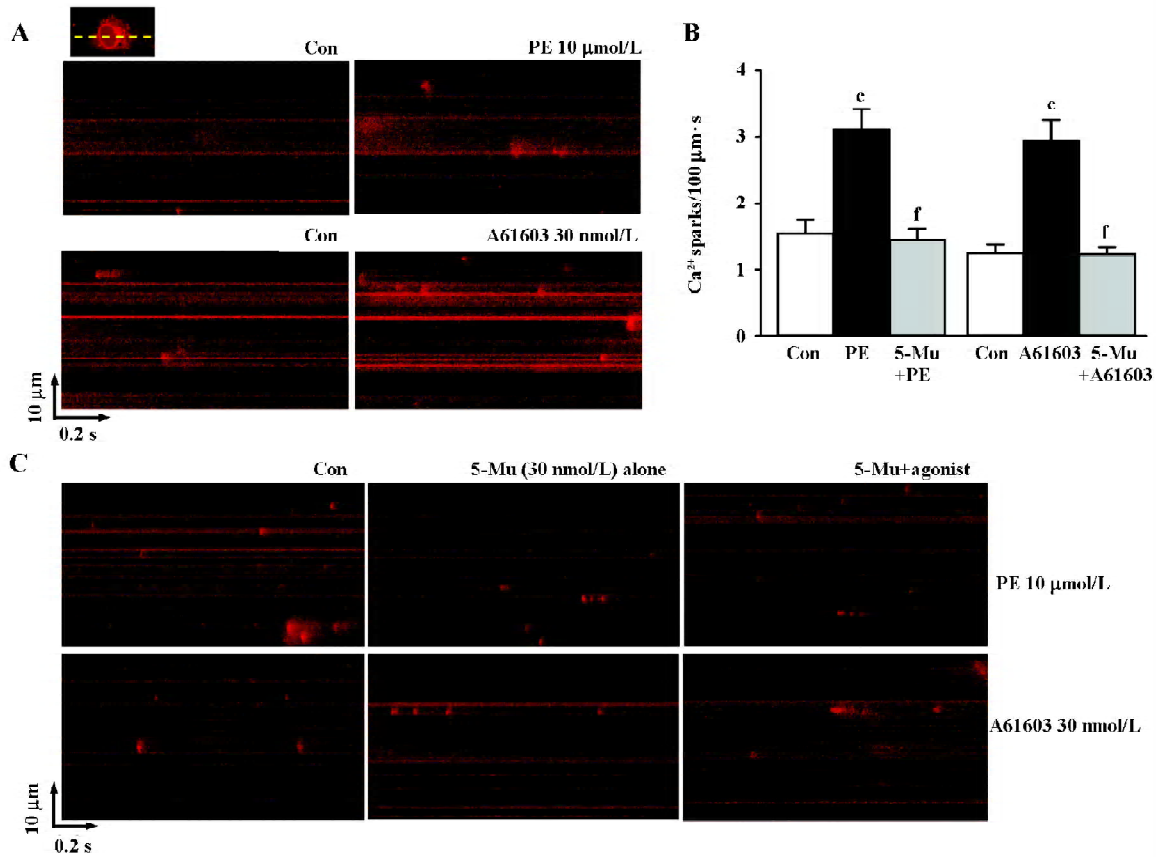 A
Con
PE 10 μmol/L
Con
A61603 30 nmol/L
10 μm
0.2 s
B
Ca²⁺ sparks/100 μm·s
4
3
2
1
0
c
f
c
f
Con PE 5-Mu Con A61603 5-Mu
+PE +A61603
C
Con
5-Mu (30 nmol/L) alone
5-Mu+agonist
PE 10 μmol/L
A61603 30 nmol/L
10 μm
0.2 s